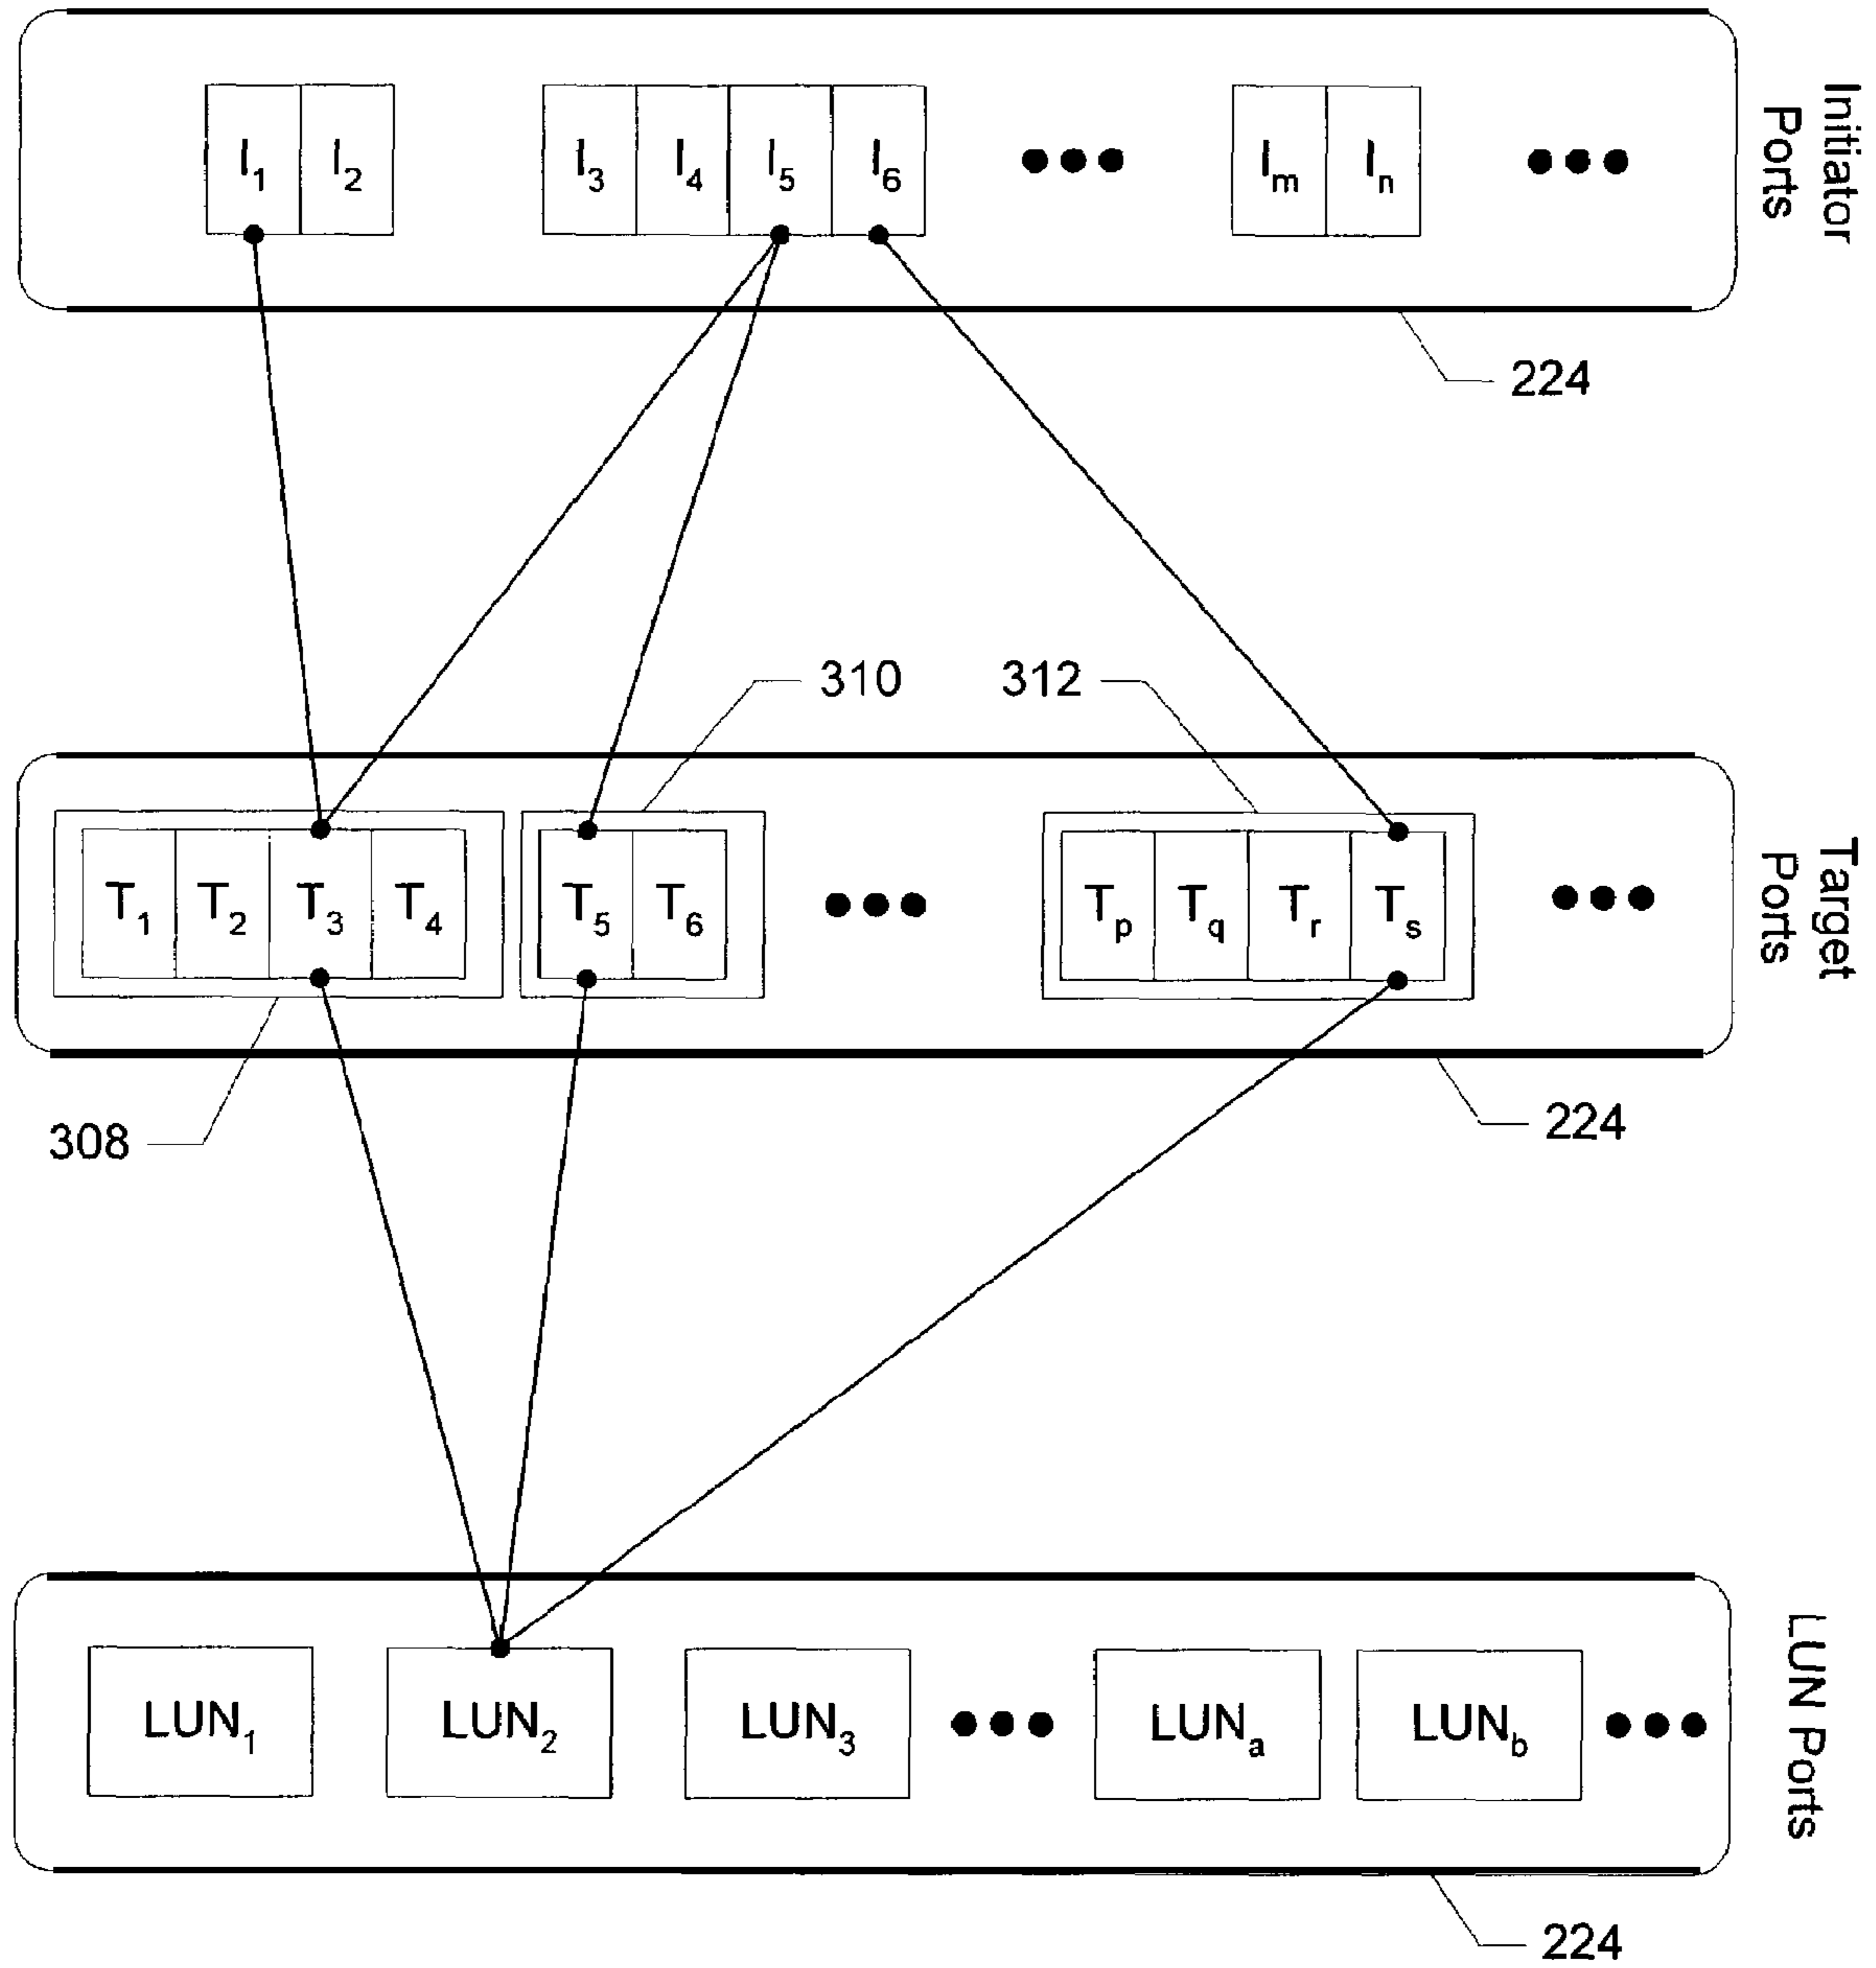 I1 I2 I3 I4 I5 I6 Im In
Initiator
Ports
224
310 312
T1 T2 T3 T4 T5 T6 Tp Tq Tr Ts
Target
Ports
308
224
LUN1 LUN2 LUN3 LUNa LUNb
LUN Ports
224